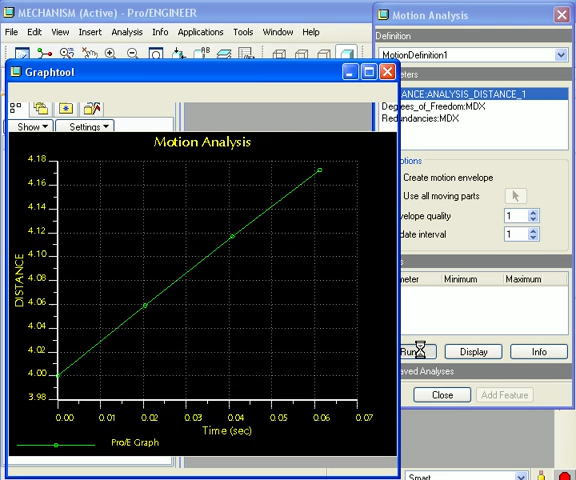 MECHANISM (Active) - Pro/ENGINEER
File Edit View Insert Analysis Info Applications Tools Window Help
Graphtool
Show Settings
Motion Analysis
4.18
4.16
4.14
4.12
4.10
4.08
4.06
4.04
4.02
4.00
3.98
DISTANCE
0.00 0.01 0.02 0.03 0.04 0.05 0.06 0.07
Time (sec)
Pro/E Graph
Motion Analysis
Definition
MotionDefinition1
ANCE:ANALYSIS_DISTANCE_1
Degrees_of_Freedom:MDX
Redundancies:MDX
Create motion envelope
Use all moving parts
velope quality 1
date interval 1
meter Minimum Maximum
Run Display Info
aved Analyses
Close Add Feature
Smart